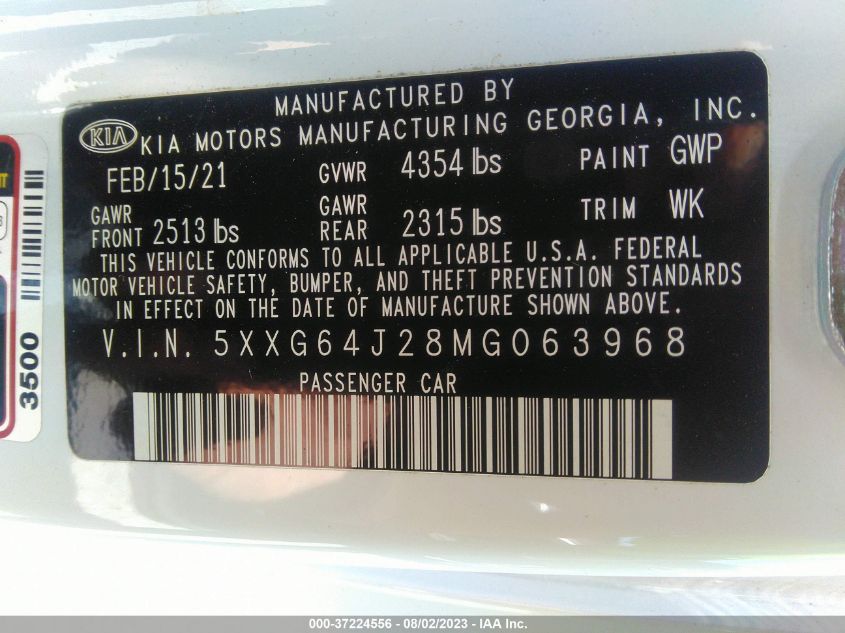 MANUFACTURED BY
KIA KIA MOTORS MANUFACTURING GEORGIA, INC.
FEB/15/21 GVWR 4354 lbs PAINT GWP
GAWR FRONT 2513 lbs GAWR REAR 2315 lbs TRIM WK
THIS VEHICLE CONFORMS TO ALL APPLICABLE U.S.A. FEDERAL
MOTOR VEHICLE SAFETY, BUMPER, AND THEFT PREVENTION STANDARDS
IN EFFECT ON THE DATE OF MANUFACTURE SHOWN ABOVE.
V.I.N. 5XXG64J28MG063968
PASSENGER CAR
3500
000-37224556 - 08/02/2023 - IAA Inc.